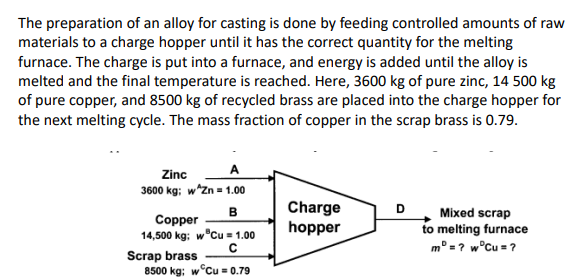 The preparation of an alloy for casting is done by feeding controlled amounts of raw
materials to a charge hopper until it has the correct quantity for the melting
furnace. The charge is put into a furnace, and energy is added until the alloy is
melted and the final temperature is reached. Here, 3600 kg of pure zinc, 14 500 kg
of pure copper, and 8500 kg of recycled brass are placed into the charge hopper for
the next melting cycle. The mass fraction of copper in the scrap brass is 0.79.
Zinc A
3600 kg; wᴬZn = 1.00
Copper B
14,500 kg; wᴮCu = 1.00
Scrap brass C
8500 kg; wᶜCu = 0.79
Charge
hopper
D
Mixed scrap
to melting furnace
mᴰ = ? wᴰCu = ?